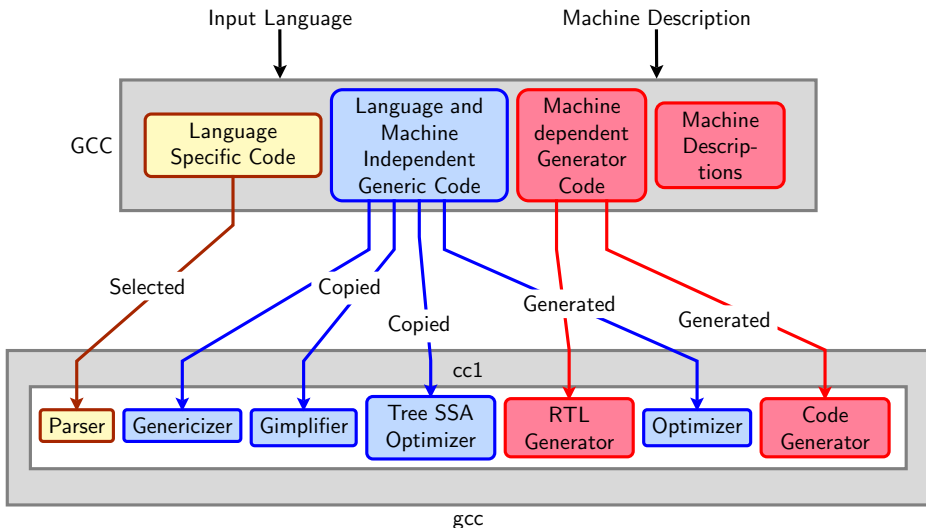 Input Language
Machine Description
GCC
Language
Specific Code
Language and
Machine
Independent
Generic Code
Machine
dependent
Generator
Code
Machine
Descrip-
tions
Selected
Copied
Copied
Generated
Generated
cc1
Parser
Genericizer
Gimplifier
Tree SSA
Optimizer
RTL
Generator
Optimizer
Code
Generator
gcc